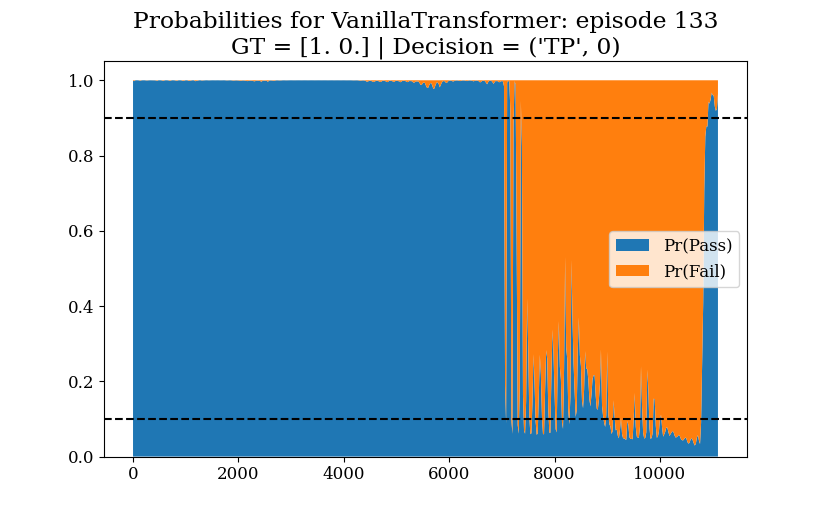 Probabilities for VanillaTransformer: episode 133
GT = [1. 0.] | Decision = ('TP', 0)
1.0
0.8
0.6
0.4
0.2
0.0
Pr(Pass)
Pr(Fail)
0 2000 4000 6000 8000 10000